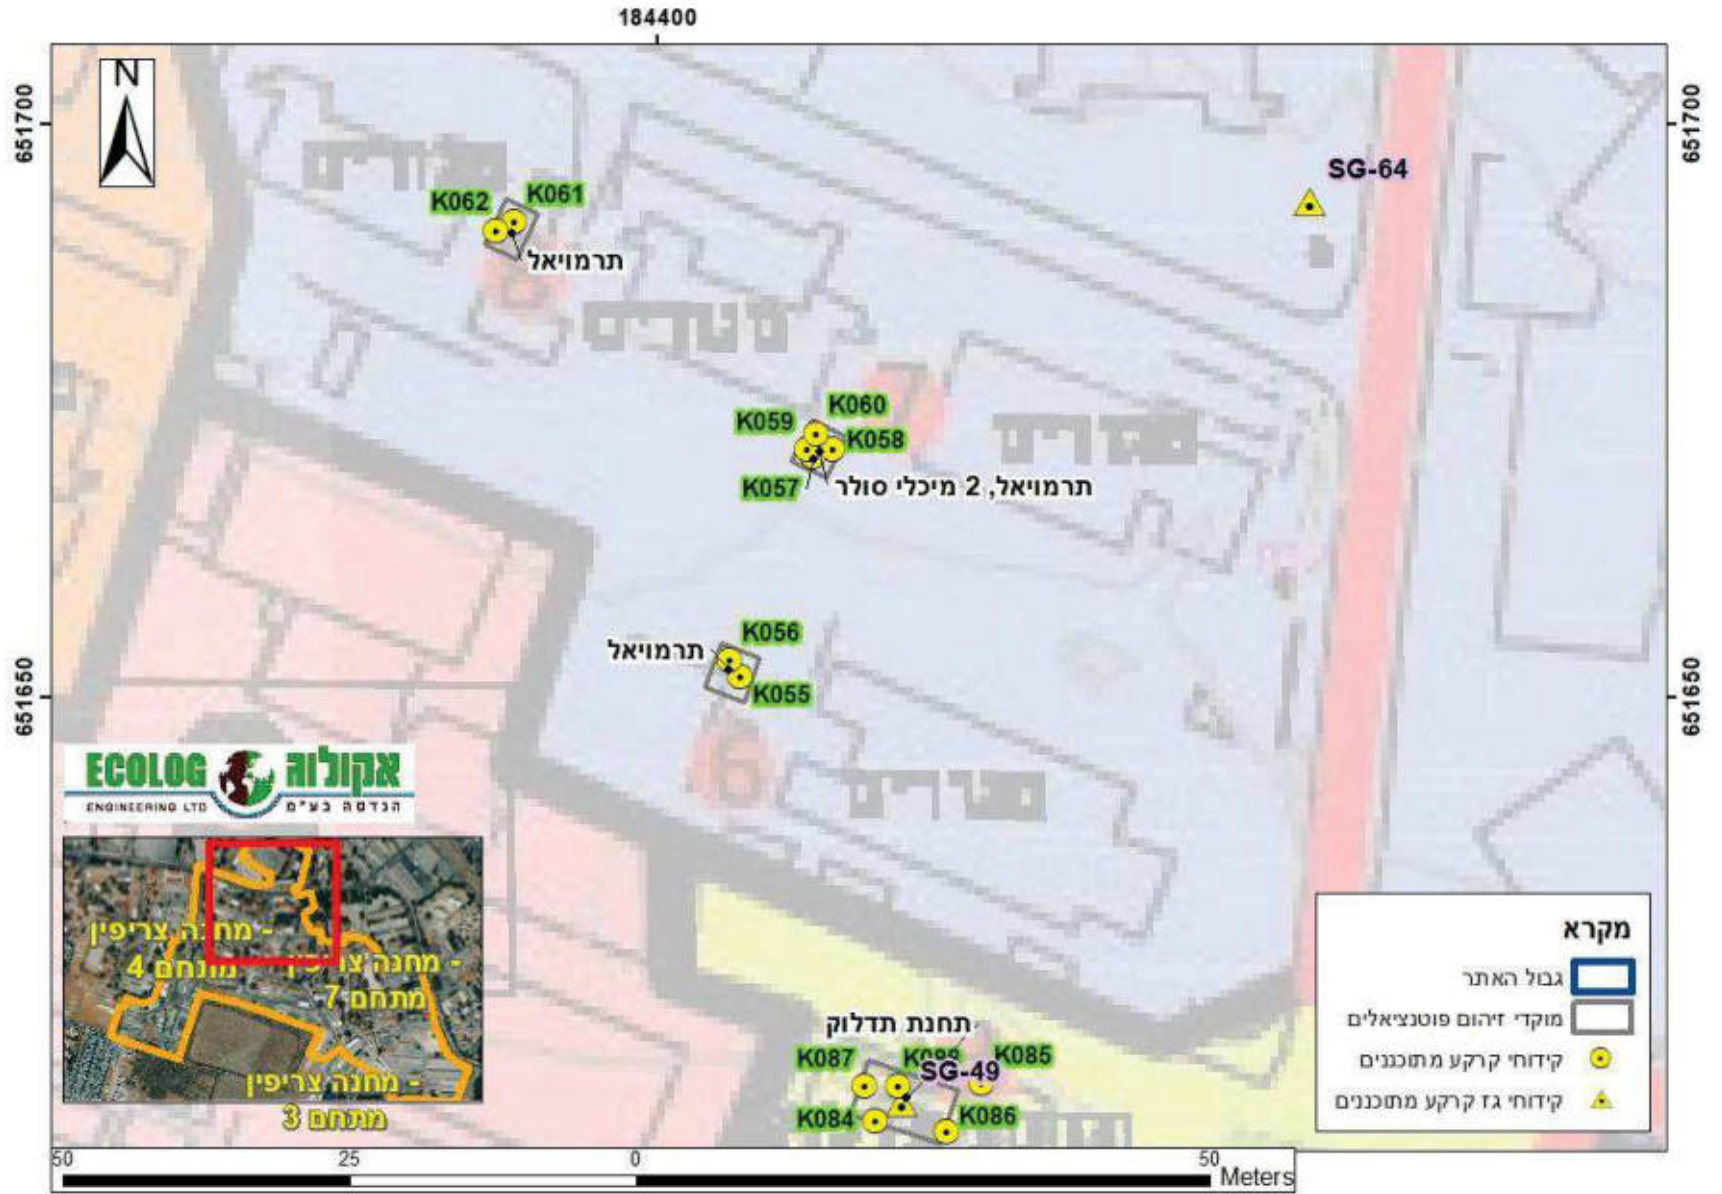 184400
651700
651700
N
SG-64
K062
K061
תרמויאל
מגורים
K059
K060
K058
K057
תרמויאל, 2 מיכלי סולר
מגורים
K056
תרמויאל
K055
651650
651650
ECOLOG אקולוג
ENGINEERING LTD הנדסה בע"מ
מגורים
מחנה צריפין -
מתחם 4
מחנה צריפין -
מתחם 7
מחנה צריפין -
מתחם 3
מקרא
גבול האתר
מוקדי זיהום פוטנציאלים
קידוחי קרקע מתוכננים
קידוחי גז קרקע מתוכננים
תחנת תדלוק
K087
K085
SG-49
K084
K086
50 25 0 50 Meters